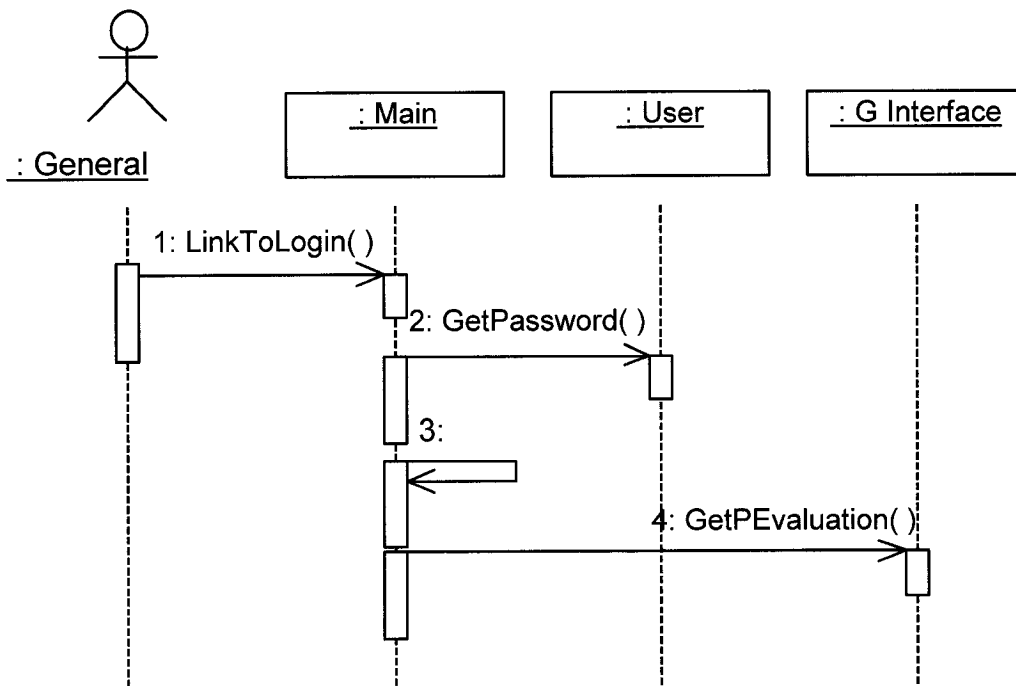 : Main
: User
: G Interface
: General
1: LinkToLogin( )
2: GetPassword( )
3:
4: GetPEvaluation( )